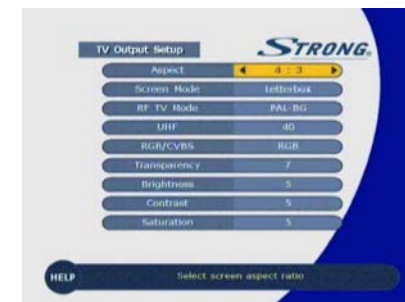 TV Output Setup
STRONG.
Aspect 4 : 3
Screen Mode Letterbox
RF TV Mode PAL-BG
UHF 40
RGB/CVBS RGB
Transparency 7
Brightness 5
Contrast 5
Saturation 5
HELP Select screen aspect ratio